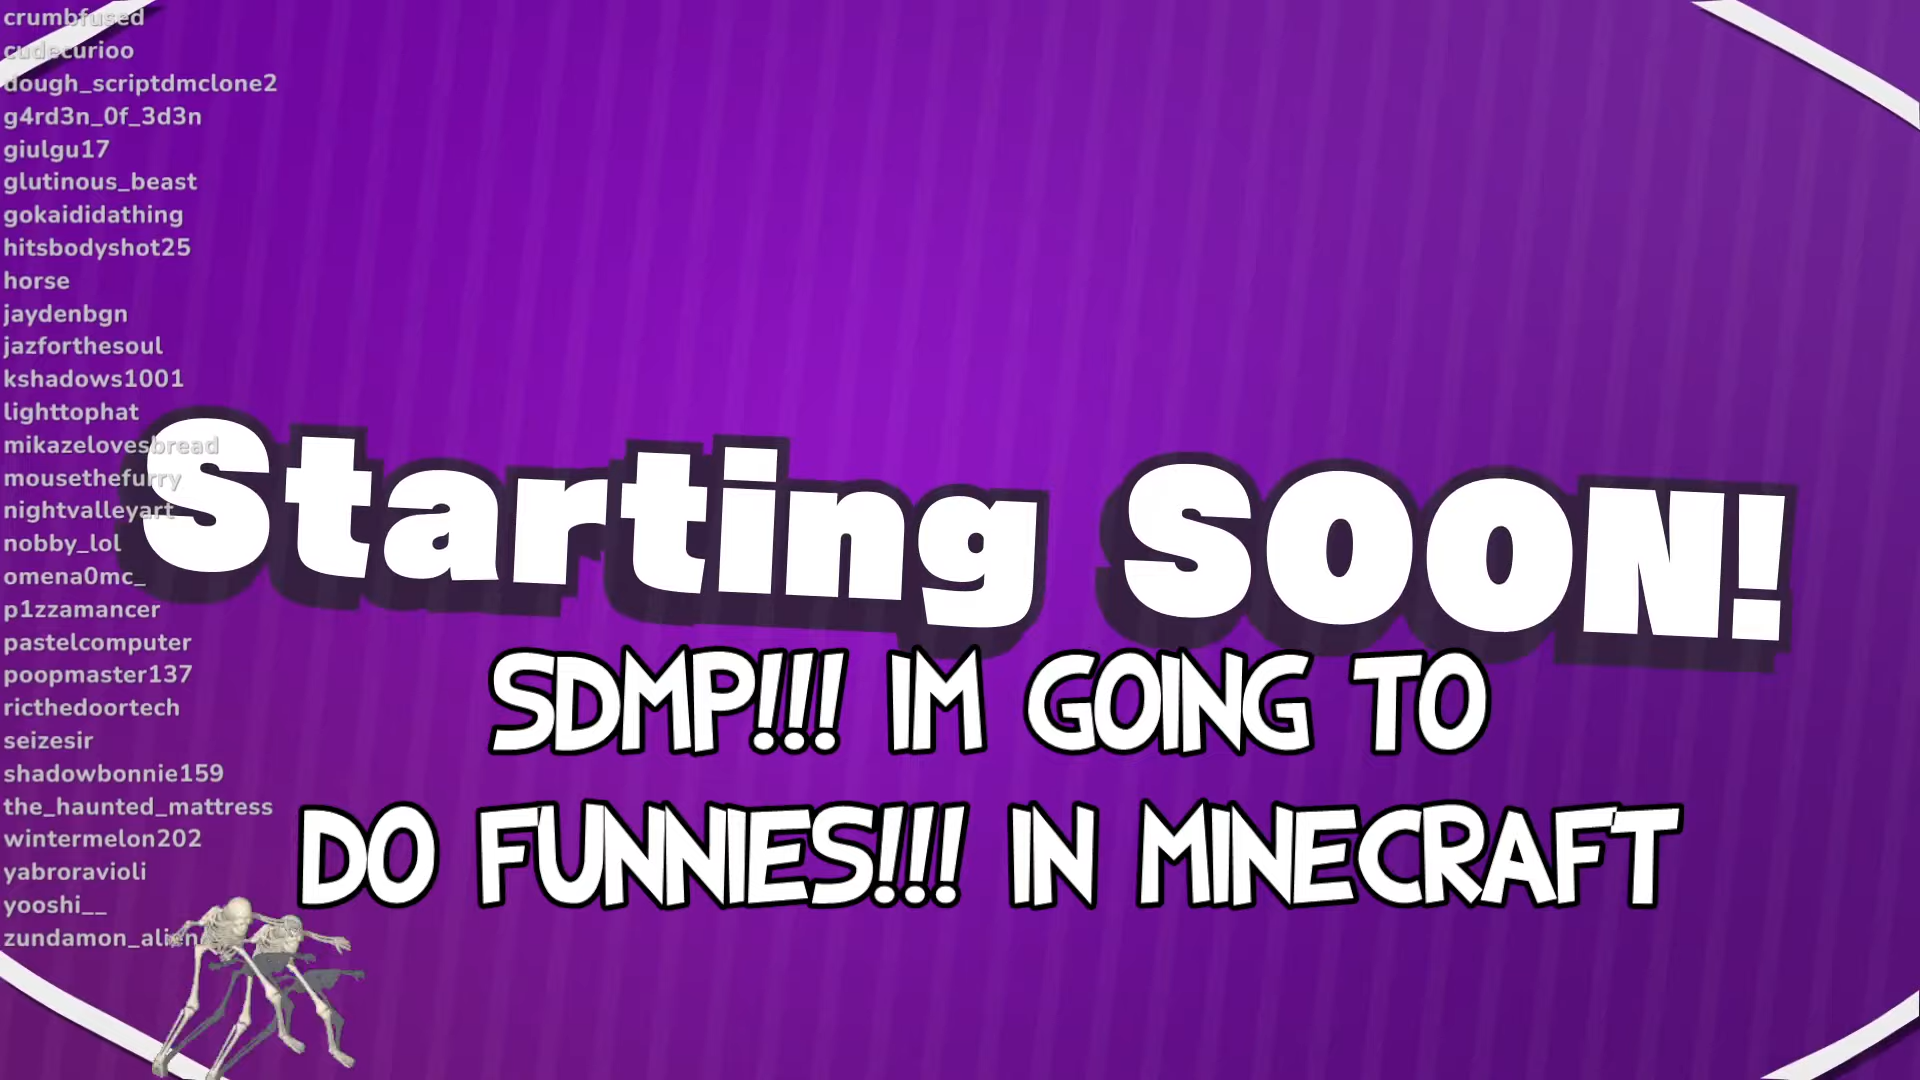 crumbfused
cudecurioo
dough_scriptdmclone2
g4rd3n_0f_3d3n
giulgu17
glutinous_beast
gokaididathing
hitsbodyshot25
horse
jaydenbgn
jazforthesoul
kshadows1001
lighttophat
mikazelovesbread
mousethefurry
nightvalleyart
nobby_lol
omena0mc_
p1zzamancer
pastelcomputer
poopmaster137
ricthedoortech
seizesir
shadowbonnie159
the_haunted_mattress
wintermelon202
yabroravioli
yooshi__
zundamon_alien
Starting SOON!
SDMP!!! IM GOING TO
DO FUNNIES!!! IN MINECRAFT